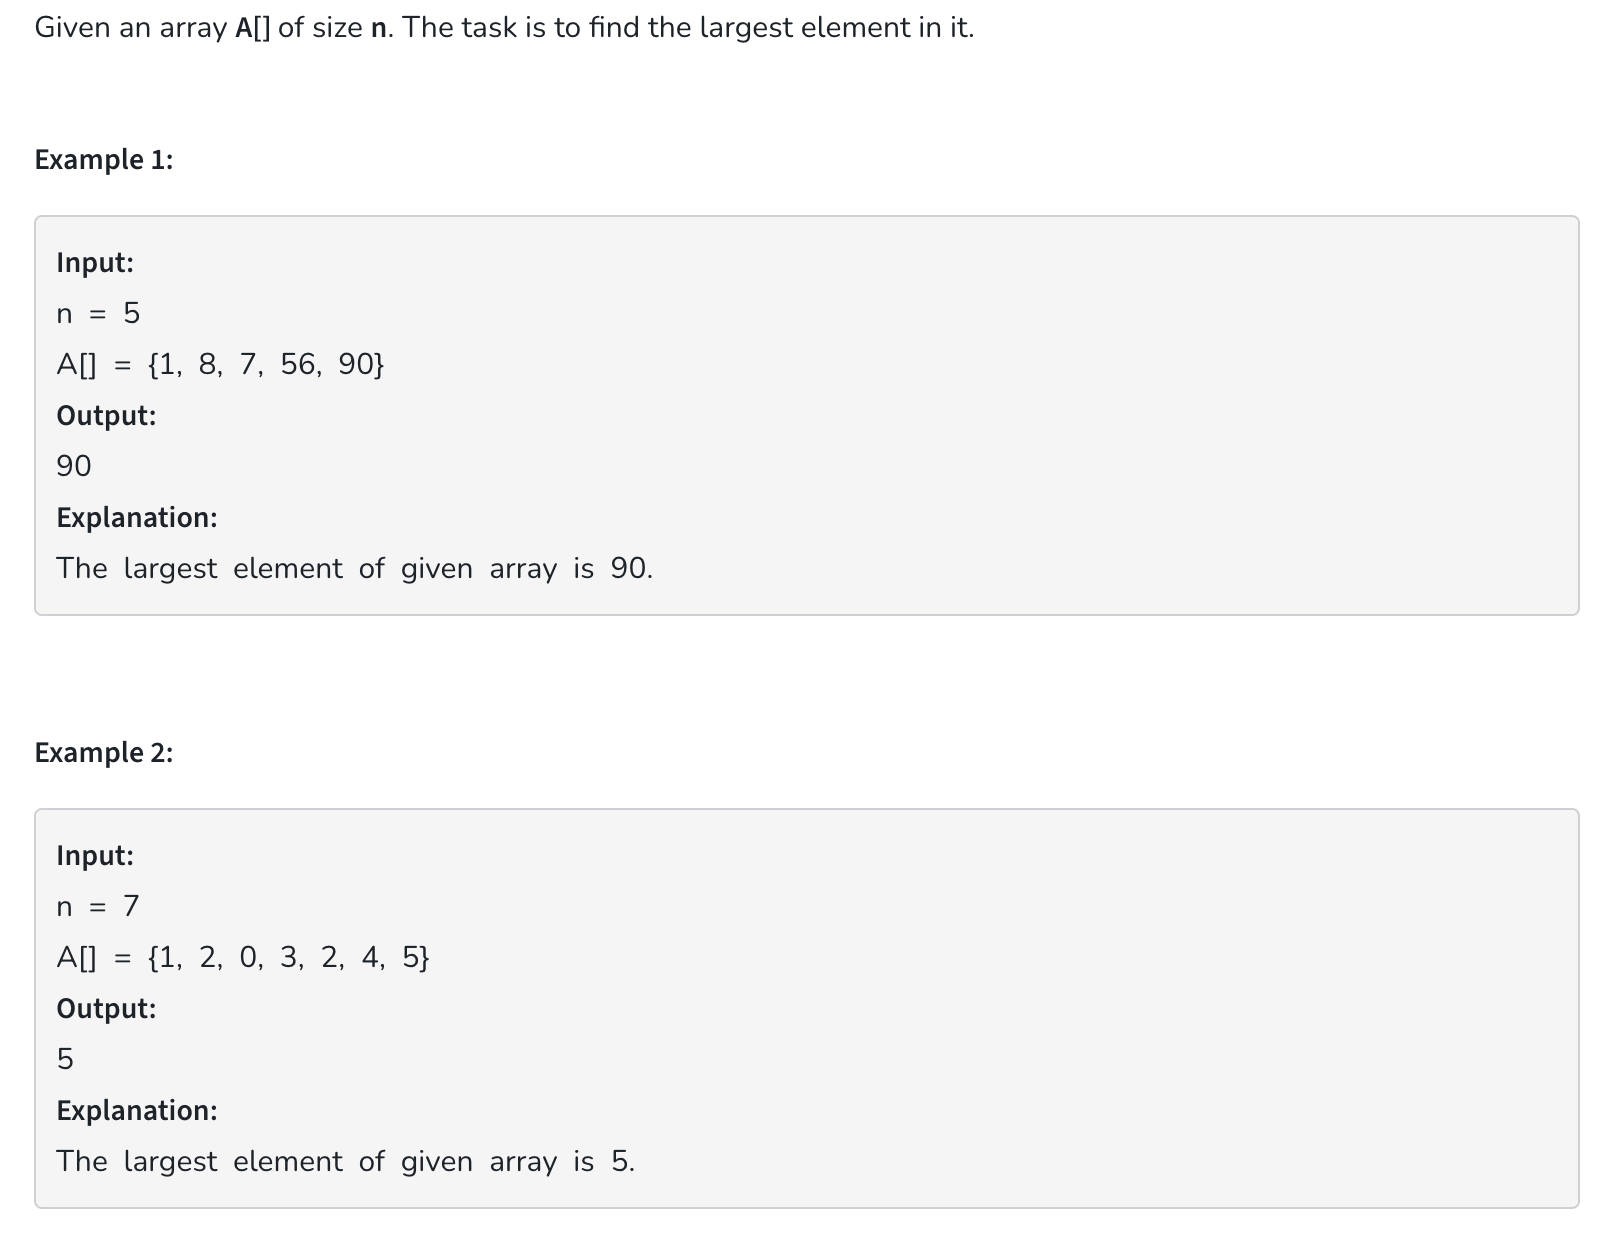 Given an array A[] of size n. The task is to find the largest element in it.
Example 1:
Input:
n = 5
A[] = {1, 8, 7, 56, 90}
Output:
90
Explanation:
The largest element of given array is 90.
Example 2:
Input:
n = 7
A[] = {1, 2, 0, 3, 2, 4, 5}
Output:
5
Explanation:
The largest element of given array is 5.